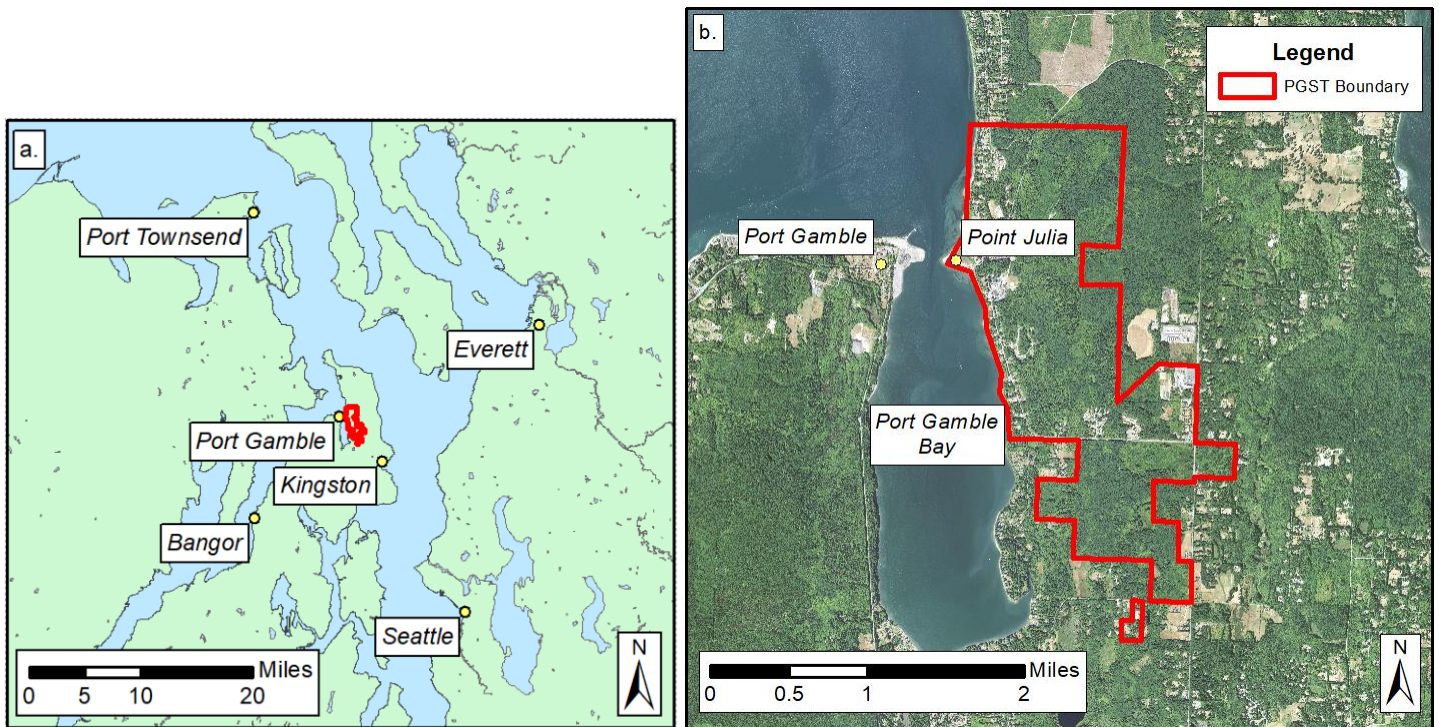 a.
Port Townsend
Everett
Port Gamble
Kingston
Bangor
Seattle
Miles
0 5 10 20
N
b.
Legend
PGST Boundary
Port Gamble
Point Julia
Port Gamble
Bay
Miles
0 0.5 1 2
N